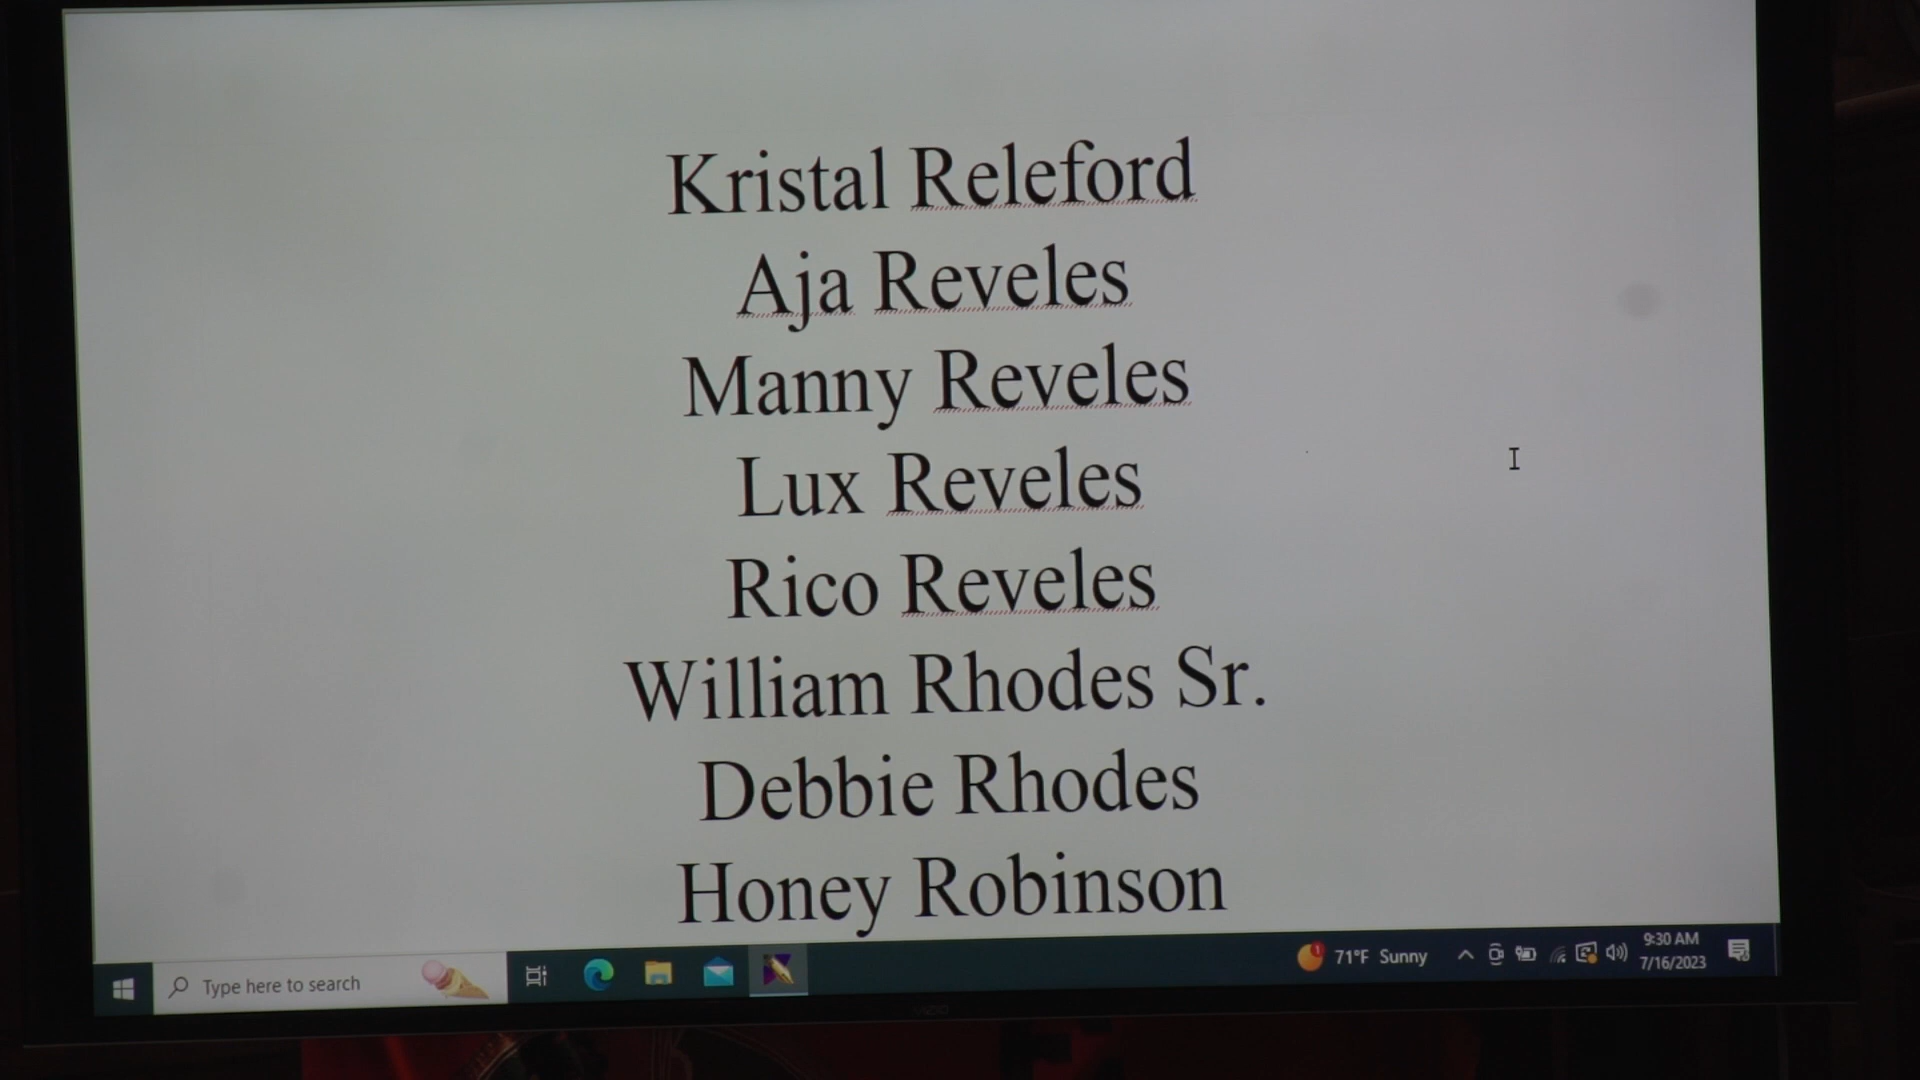 Kristal Releford
Aja Reveles
Manny Reveles
Lux Reveles
Rico Reveles
William Rhodes Sr.
Debbie Rhodes
Honey Robinson
Type here to search
71°F Sunny
9:30 AM
7/16/2023
VIZIO